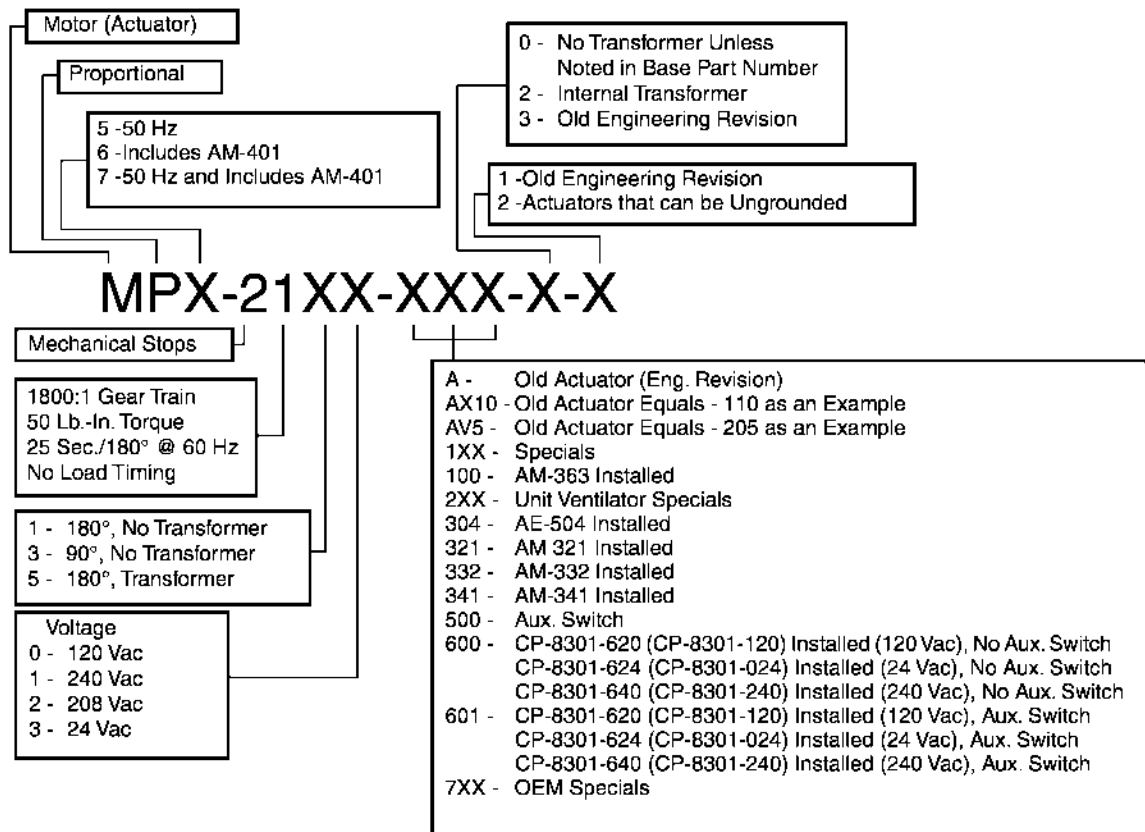 Motor (Actuator)
Proportional
5 -50 Hz
6 -Includes AM-401
7 -50 Hz and Includes AM-401
0 - No Transformer Unless
Noted in Base Part Number
2 - Internal Transformer
3 - Old Engineering Revision
1 -Old Engineering Revision
2 -Actuators that can be Ungrounded
MPX-21XX-XXX-X-X
Mechanical Stops
1800:1 Gear Train
50 Lb.-In. Torque
25 Sec./180° @ 60 Hz
No Load Timing
1 - 180°, No Transformer
3 - 90°, No Transformer
5 - 180°, Transformer
Voltage
0 - 120 Vac
1 - 240 Vac
2 - 208 Vac
3 - 24 Vac
A - Old Actuator (Eng. Revision)
AX10 - Old Actuator Equals - 110 as an Example
AV5 - Old Actuator Equals - 205 as an Example
1XX - Specials
100 - AM-363 Installed
2XX - Unit Ventilator Specials
304 - AE-504 Installed
321 - AM 321 Installed
332 - AM-332 Installed
341 - AM-341 Installed
500 - Aux. Switch
600 - CP-8301-620 (CP-8301-120) Installed (120 Vac), No Aux. Switch
CP-8301-624 (CP-8301-024) Installed (24 Vac), No Aux. Switch
CP-8301-640 (CP-8301-240) Installed (240 Vac), No Aux. Switch
601 - CP-8301-620 (CP-8301-120) Installed (120 Vac), Aux. Switch
CP-8301-624 (CP-8301-024) Installed (24 Vac), Aux. Switch
CP-8301-640 (CP-8301-240) Installed (240 Vac), Aux. Switch
7XX - OEM Specials